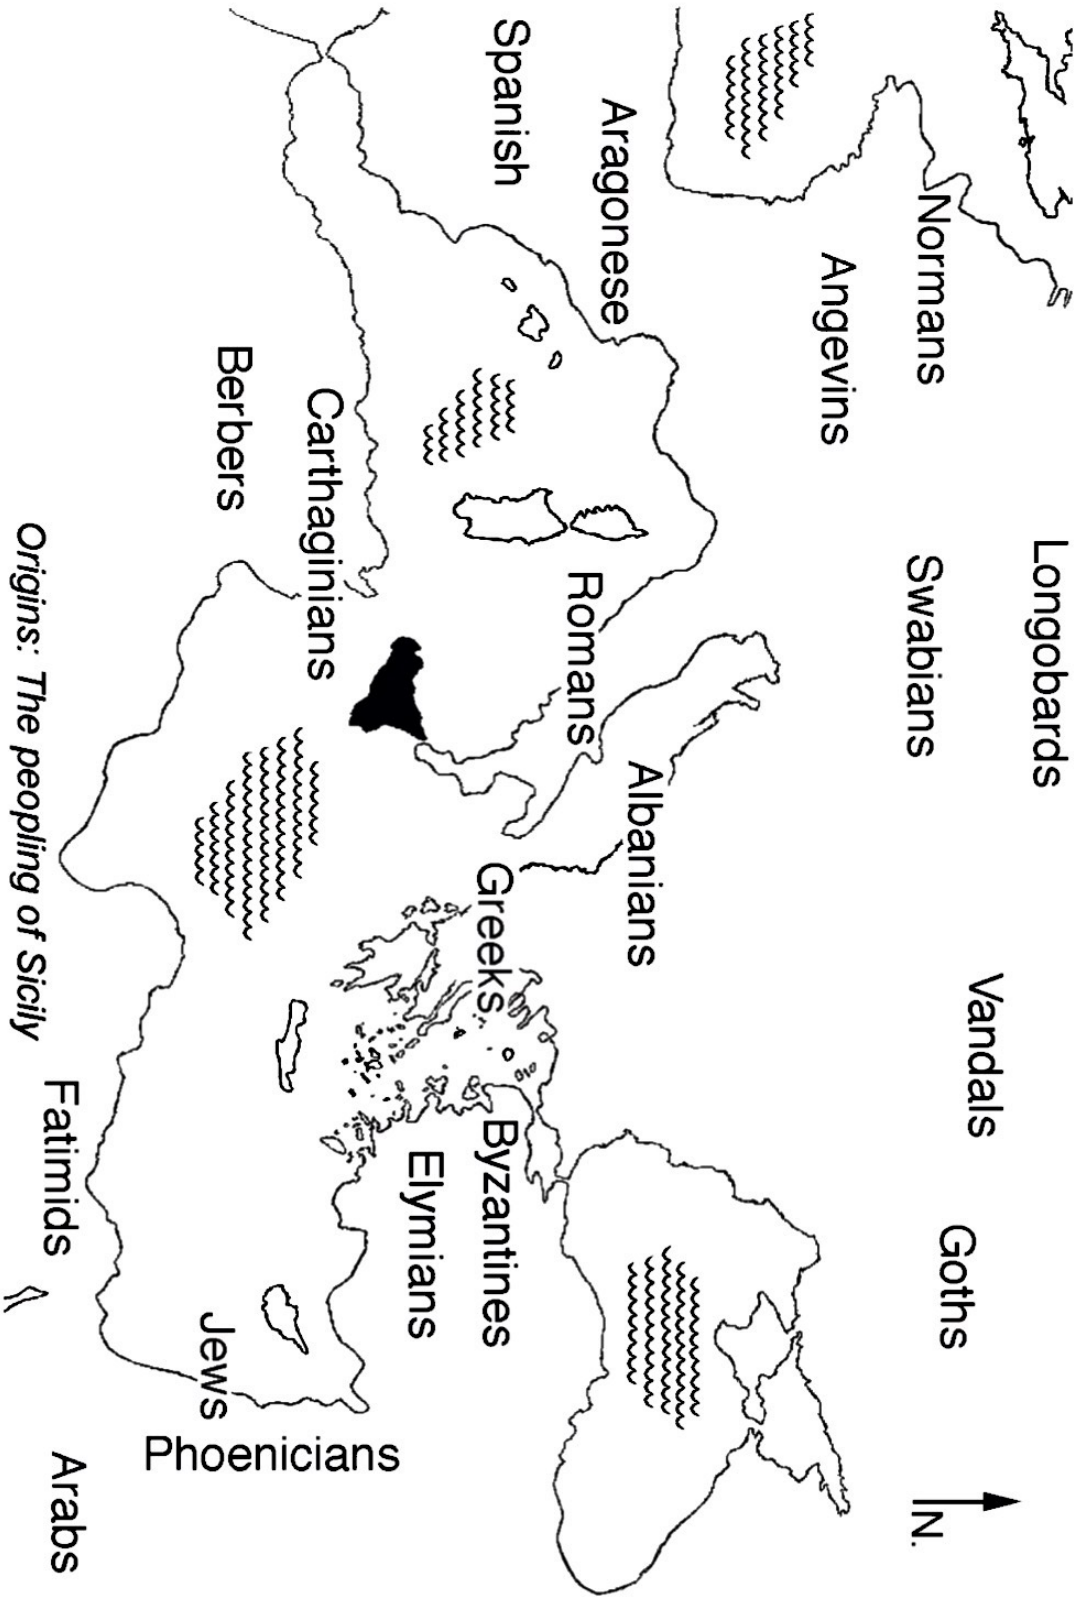 Longobards
Normans
Swabians
Vandals
Goths
Angevins
Aragonese
Spanish
Romans
Albanians
Greeks
Byzantines
Elymians
Carthaginians
Berbers
Jews
Phoenicians
Fatimids
Arabs
N.
Origins: The peopling of Sicily